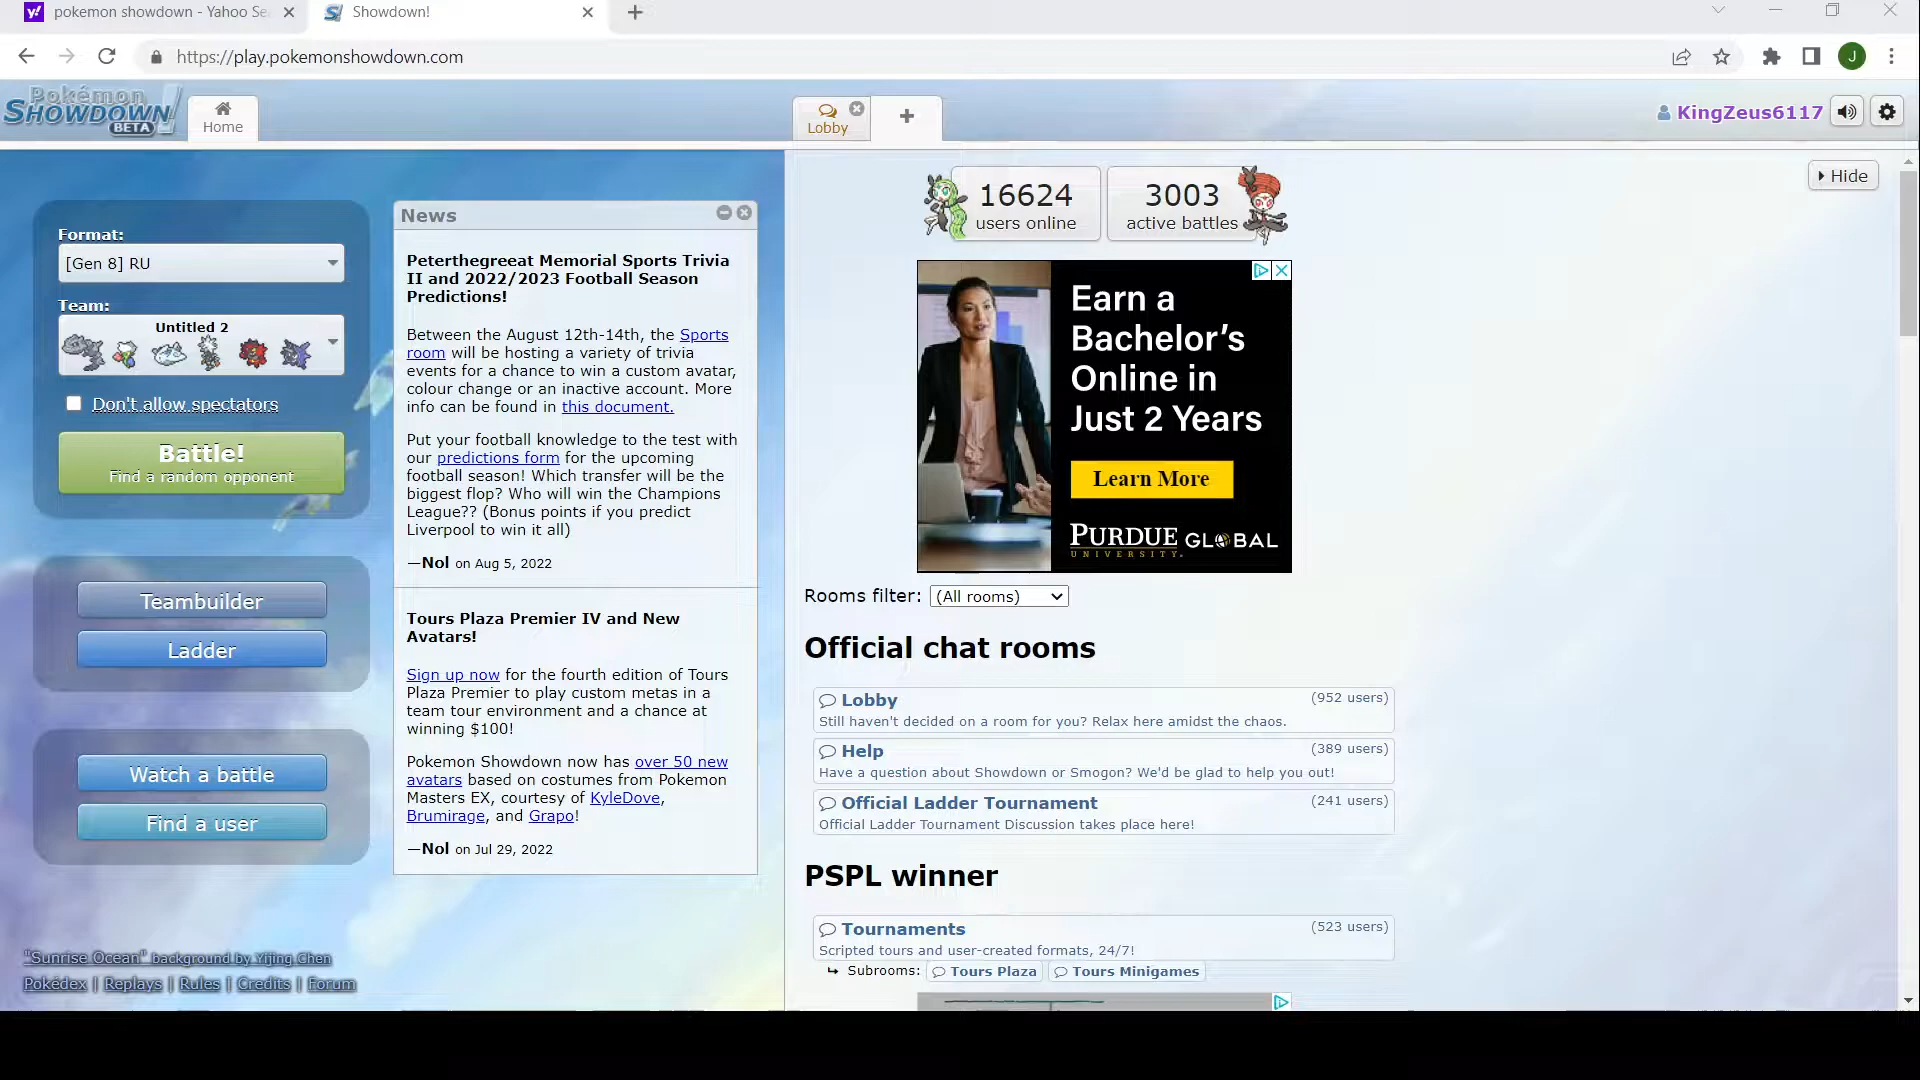 pokemon showdown - Yahoo Se
Showdown!
https://play.pokemonshowdown.com
J
Pokémon
SHOWDOWN!
BETA
Home
Lobby
KingZeus6117
Format:
[Gen 8] RU
Team:
Untitled 2
Don't allow spectators
Battle!
Find a random opponent
Teambuilder
Ladder
Watch a battle
Find a user
"Sunrise Ocean" background by Yijing Chen
Pokédex | Replays | Rules | Credits | Forum
News
Peterthegreeat Memorial Sports Trivia
II and 2022/2023 Football Season
Predictions!
Between the August 12th-14th, the Sports
room will be hosting a variety of trivia
events for a chance to win a custom avatar,
colour change or an inactive account. More
info can be found in this document.
Put your football knowledge to the test with
our predictions form for the upcoming
football season! Which transfer will be the
biggest flop? Who will win the Champions
League?? (Bonus points if you predict
Liverpool to win it all)
—Nol on Aug 5, 2022
Tours Plaza Premier IV and New
Avatars!
Sign up now for the fourth edition of Tours
Plaza Premier to play custom metas in a
team tour environment and a chance at
winning $100!
Pokemon Showdown now has over 50 new
avatars based on costumes from Pokemon
Masters EX, courtesy of KyleDove,
Brumirage, and Grapo!
—Nol on Jul 29, 2022
16624
users online
3003
active battles
Hide
Earn a
Bachelor's
Online in
Just 2 Years
Learn More
PURDUE GLOBAL
UNIVERSITY.
Rooms filter: (All rooms)
Official chat rooms
Lobby (952 users)
Still haven't decided on a room for you? Relax here amidst the chaos.
Help (389 users)
Have a question about Showdown or Smogon? We'd be glad to help you out!
Official Ladder Tournament (241 users)
Official Ladder Tournament Discussion takes place here!
PSPL winner
Tournaments (523 users)
Scripted tours and user-created formats, 24/7!
Subrooms: Tours Plaza Tours Minigames